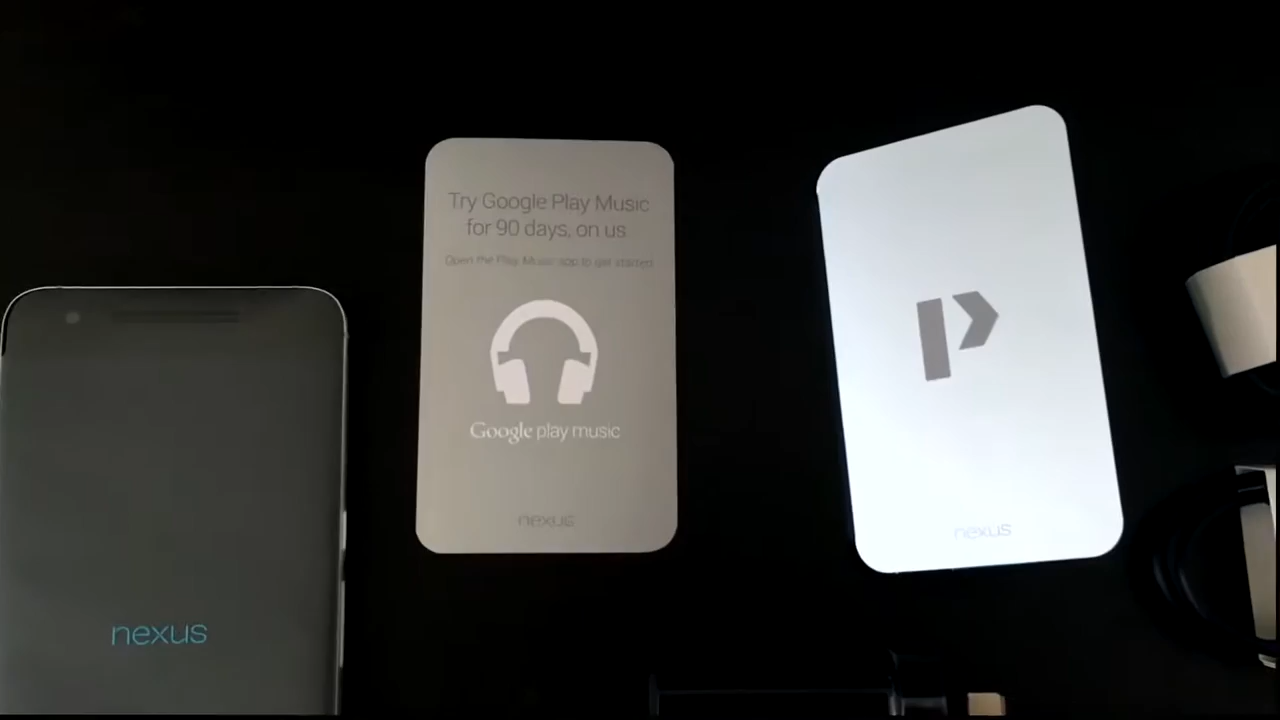 Try Google Play Music
for 90 days, on us
Open the Play Music app to get started
Google play music
nexus
P
nexus
nexus